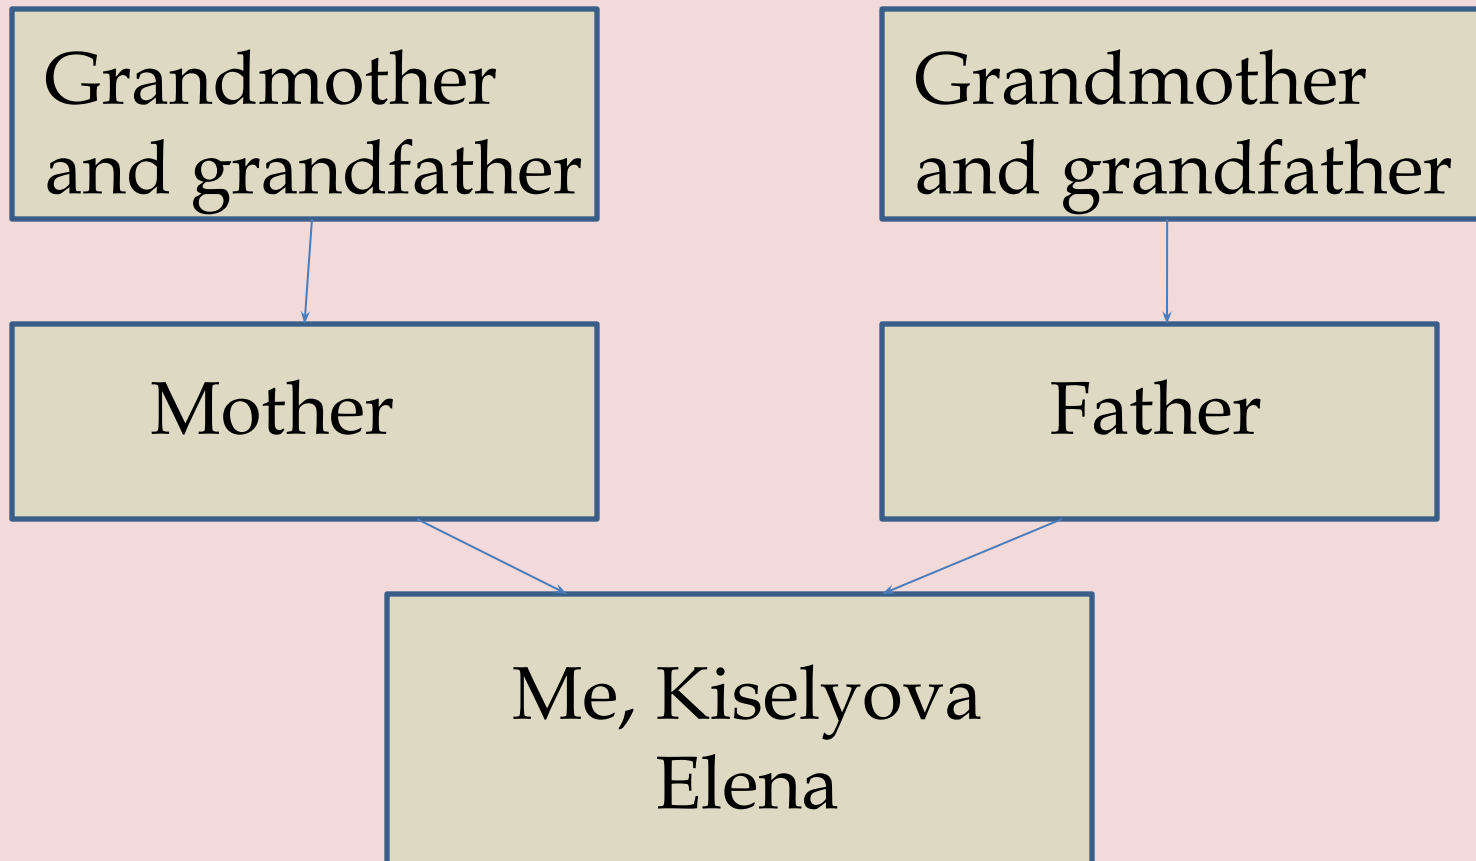 Grandmother
and grandfather
Grandmother
and grandfather
Mother
Father
Me, Kiselyova
Elena